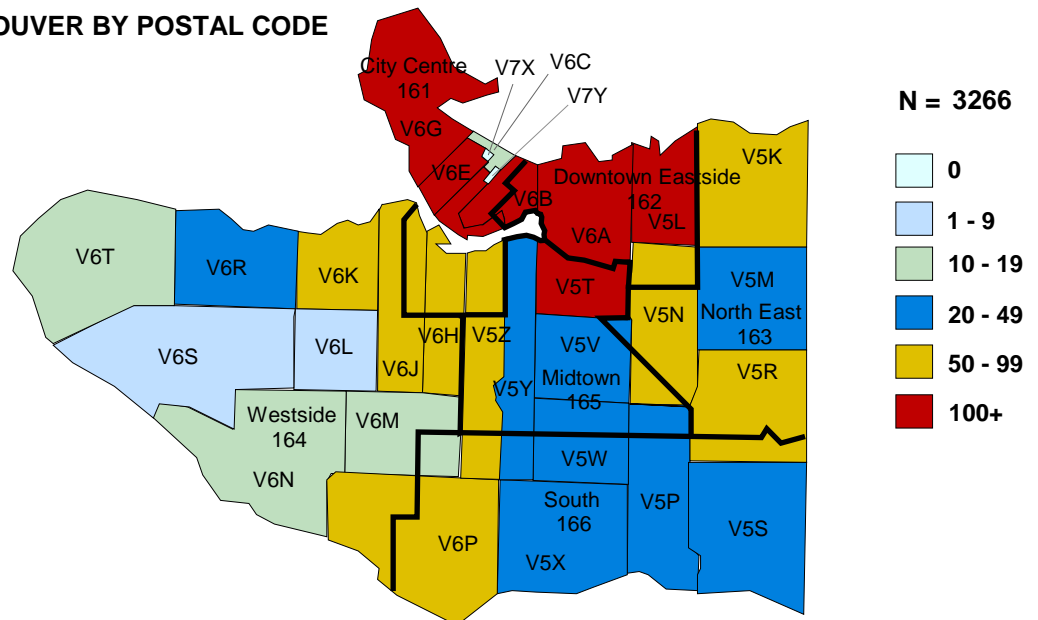 OUVER BY POSTAL CODE
City Centre
161
V7X
V6C
V7Y
V6G
V6E
V6B
Downtown Eastside
162
V6A
V5L
V5K
V6T
V6R
V6K
V5T
V5M
North East
163
V6S
V6L
V6J
V6H
V5Z
V5Y
V5V
Midtown
165
V5N
V5R
Westside
164
V6M
V6N
V5W
V6P
South
166
V5X
V5P
V5S
N = 3266
0
1 - 9
10 - 19
20 - 49
50 - 99
100+